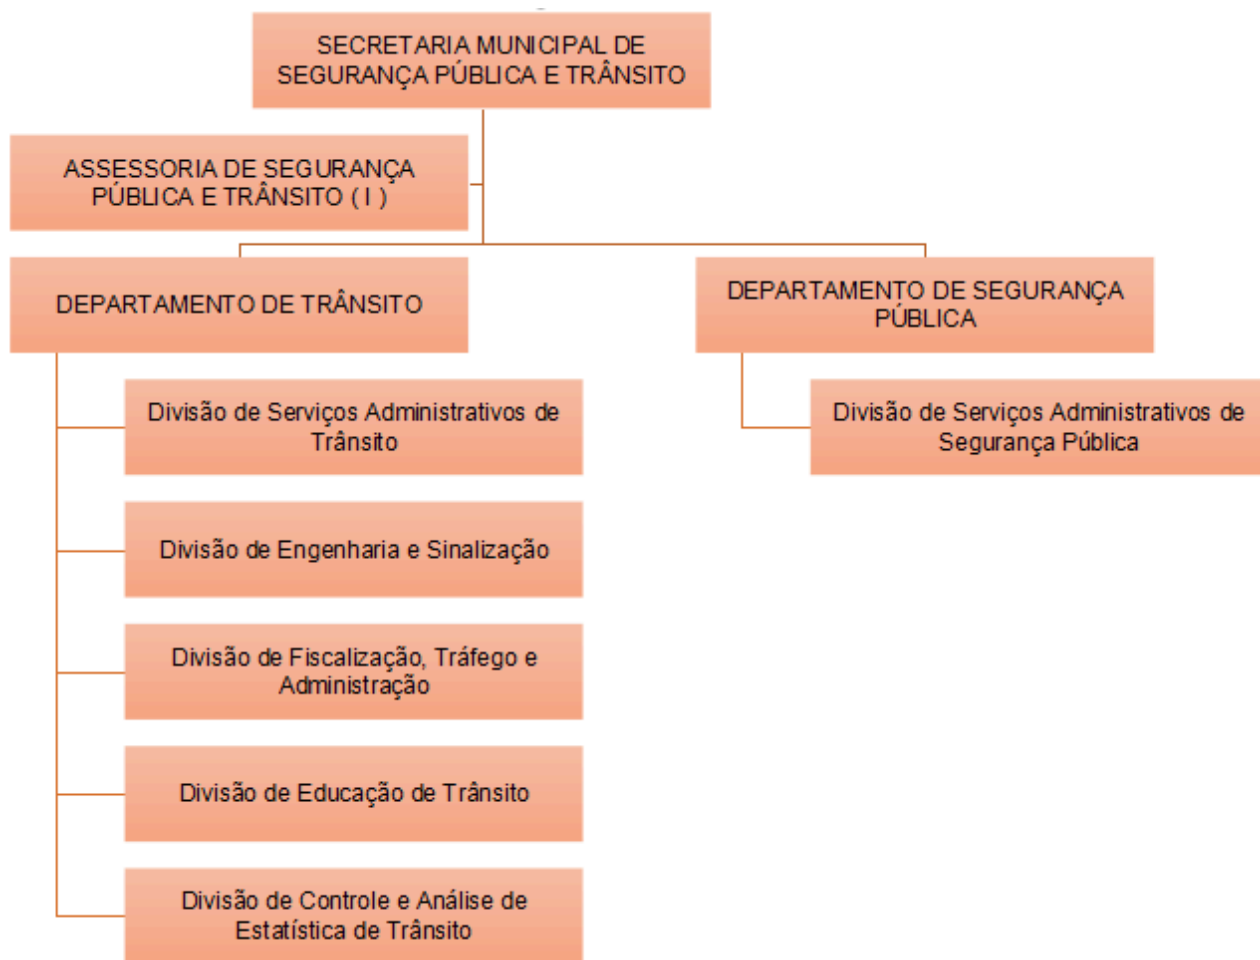 SECRETARIA MUNICIPAL DE
SEGURANÇA PÚBLICA E TRÂNSITO
ASSESSORIA DE SEGURANÇA
PÚBLICA E TRÂNSITO ( I )
DEPARTAMENTO DE TRÂNSITO
DEPARTAMENTO DE SEGURANÇA
PÚBLICA
Divisão de Serviços Administrativos de
Trânsito
Divisão de Serviços Administrativos de
Segurança Pública
Divisão de Engenharia e Sinalização
Divisão de Fiscalização, Tráfego e
Administração
Divisão de Educação de Trânsito
Divisão de Controle e Análise de
Estatística de Trânsito